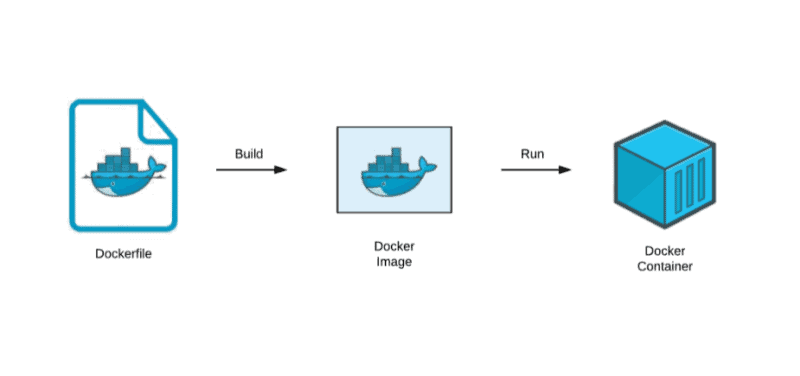 Build
Run
Dockerfile
Docker
Image
Docker
Container